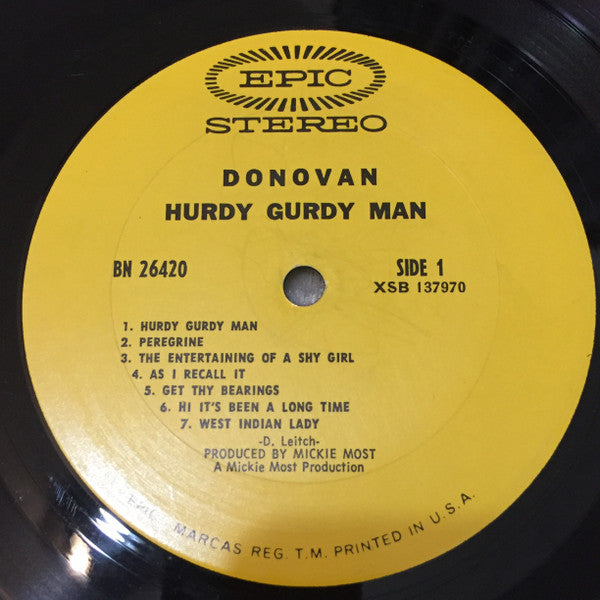 EPIC
STEREO
DONOVAN
HURDY GURDY MAN
BN 26420
SIDE 1
XSB 137970
1. HURDY GURDY MAN
2. PEREGRINE
3. THE ENTERTAINING OF A SHY GIRL
4. AS I RECALL IT
5. GET THY BEARINGS
6. HI IT'S BEEN A LONG TIME
7. WEST INDIAN LADY
-D. Leitch-
PRODUCED BY MICKIE MOST
A Mickie Most Production
EPIC, MARCAS REG. T.M. PRINTED IN U.S.A.